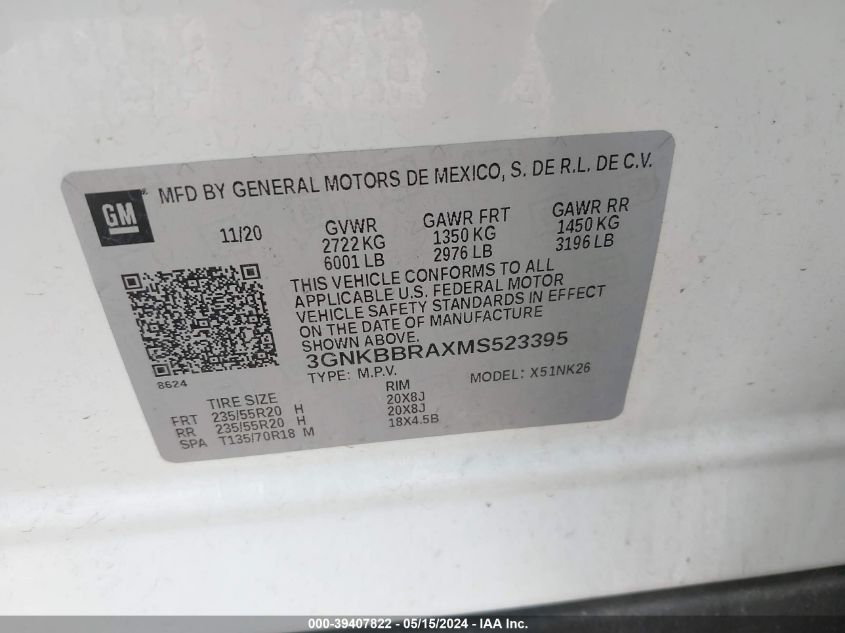 MFD BY GENERAL MOTORS DE MEXICO, S. DE R.L. DE C.V.
GM
11/20 GVWR GAWR FRT GAWR RR
2722 KG 1350 KG 1450 KG
6001 LB 2976 LB 3196 LB
THIS VEHICLE CONFORMS TO ALL
APPLICABLE U.S. FEDERAL MOTOR
VEHICLE SAFETY STANDARDS IN EFFECT
ON THE DATE OF MANUFACTURE
SHOWN ABOVE.
3GNKBBRAXMS523395
8624 TYPE: M.P.V. MODEL: X51NK26
TIRE SIZE RIM
FRT 235/55R20 H 20X8J
RR 235/55R20 H 20X8J
SPA T135/70R18 M 18X4.5B
000-39407822 - 05/15/2024 - IAA Inc.